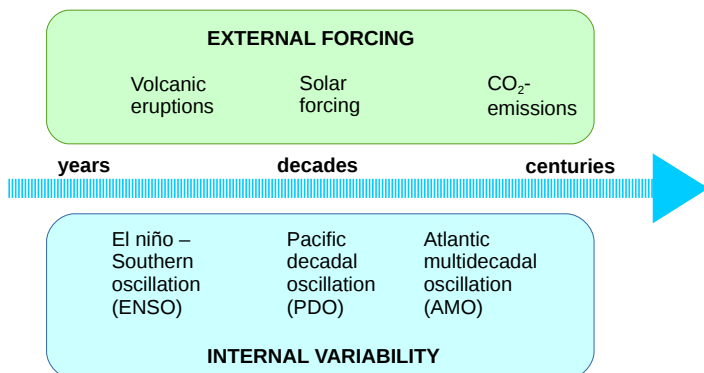 EXTERNAL FORCING
Volcanic
eruptions
Solar
forcing
CO₂-
emissions
years
decades
centuries
El niño –
Southern
oscillation
(ENSO)
Pacific
decadal
oscillation
(PDO)
Atlantic
multidecadal
oscillation
(AMO)
INTERNAL VARIABILITY